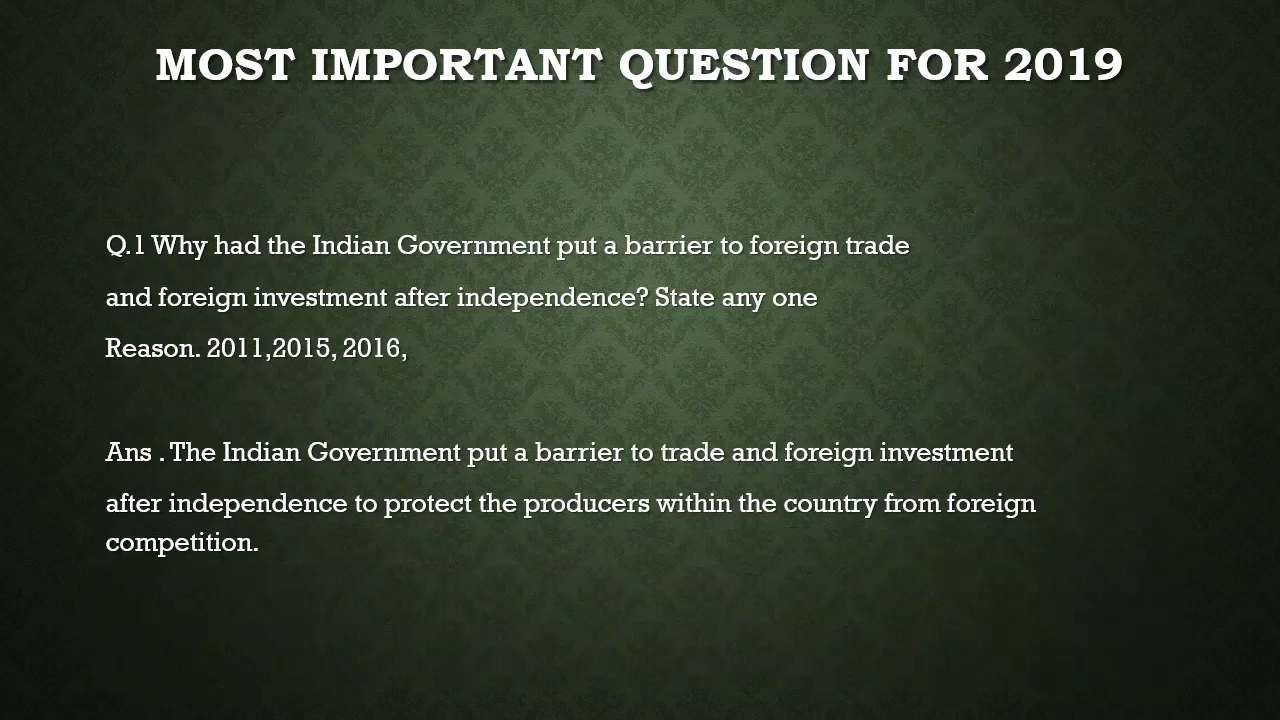 MOST IMPORTANT QUESTION FOR 2019
Q.1 Why had the Indian Government put a barrier to foreign trade
and foreign investment after independence? State any one
Reason. 2011,2015, 2016,
Ans . The Indian Government put a barrier to trade and foreign investment
after independence to protect the producers within the country from foreign
competition.